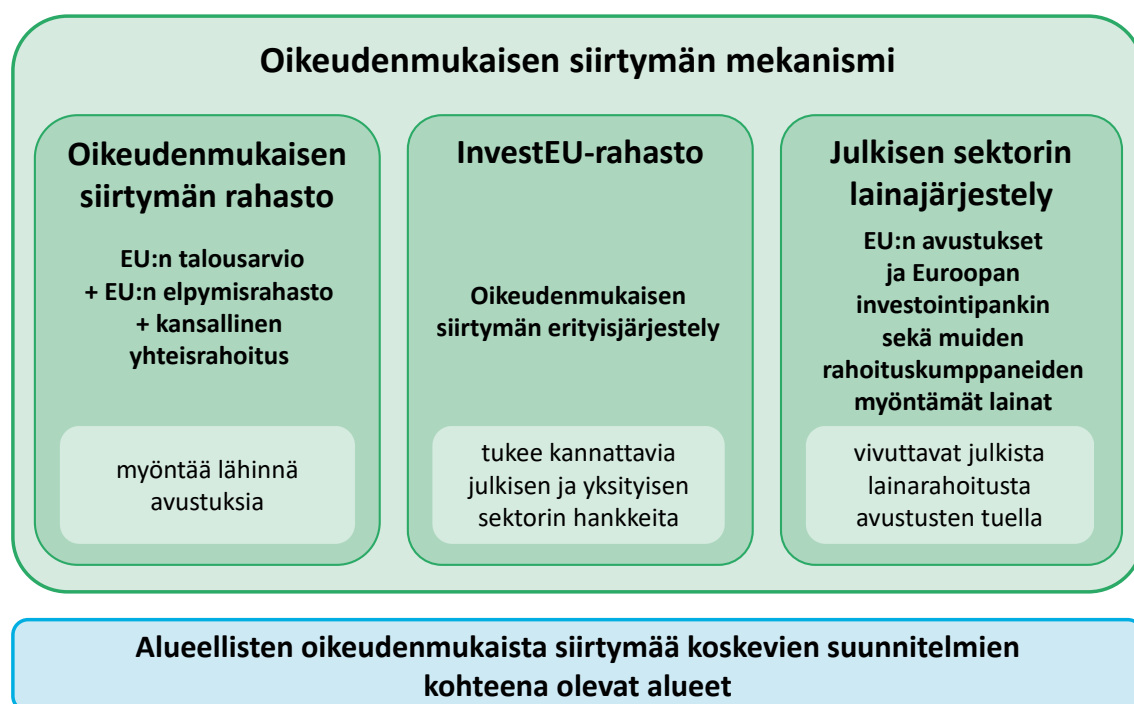 Oikeudenmukaisen siirtymän mekanismi
Oikeudenmukaisen
siirtymän rahasto
EU:n talousarvio
+ EU:n elpymisrahasto
+ kansallinen
yhteisrahoitus
myöntää lähinnä
avustuksia
InvestEU-rahasto
Oikeudenmukaisen
siirtymän erityisjärjestely
tukee kannattavia
julkisen ja yksityisen
sektorin hankkeita
Julkisen sektorin
lainajärjestely
EU:n avustukset
ja Euroopan
investointipankin
sekä muiden
rahoituskumppaneiden
myöntämät lainat
vivuttavat julkista
lainarahoitusta
avustusten tuella
Alueellisten oikeudenmukaista siirtymää koskevien suunnitelmien
kohteena olevat alueet